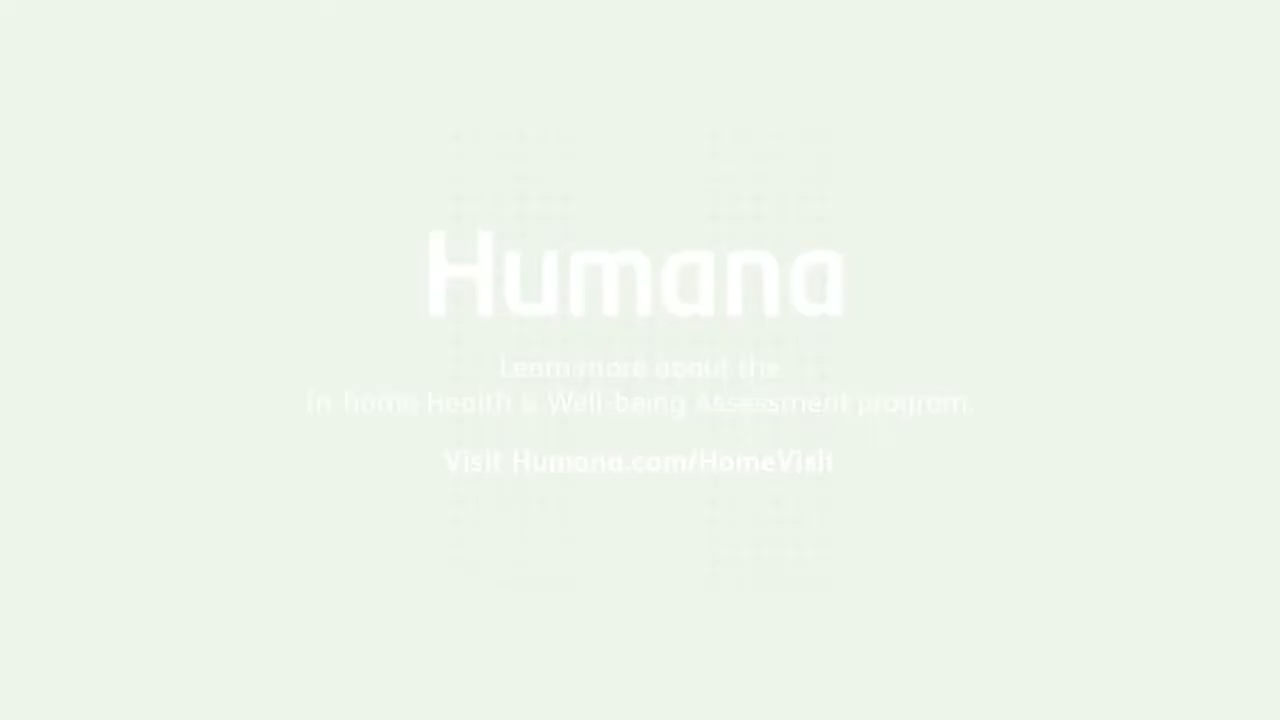 Humana
Learn more about the
In-home Health & Well-being Assessment program.
Visit Humana.com/HomeVisit